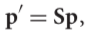 p′ = Sp,